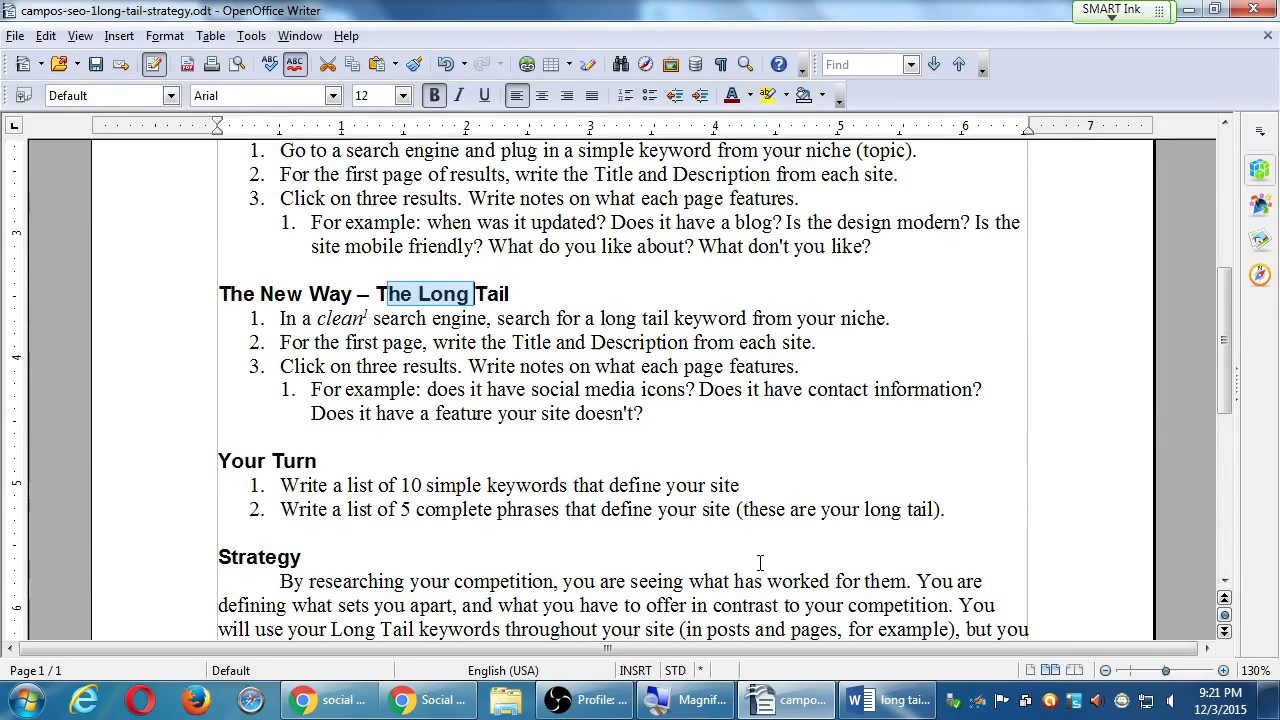 campos-seo-1long-tail-strategy.odt - OpenOffice Writer
SMART Ink
File Edit View Insert Format Table Tools Window Help
Find
Default Arial 12
1 2 3 4 5 6 7
1. Go to a search engine and plug in a simple keyword from your niche (topic).
2. For the first page of results, write the Title and Description from each site.
3. Click on three results. Write notes on what each page features.
1. For example: when was it updated? Does it have a blog? Is the design modern? Is the
site mobile friendly? What do you like about? What don't you like?
The New Way – The Long Tail
1. In a clean1 search engine, search for a long tail keyword from your niche.
2. For the first page, write the Title and Description from each site.
3. Click on three results. Write notes on what each page features.
1. For example: does it have social media icons? Does it have contact information?
Does it have a feature your site doesn't?
Your Turn
1. Write a list of 10 simple keywords that define your site
2. Write a list of 5 complete phrases that define your site (these are your long tail).
Strategy
By researching your competition, you are seeing what has worked for them. You are
defining what sets you apart, and what you have to offer in contrast to your competition. You
will use your Long Tail keywords throughout your site (in posts and pages, for example), but you
3
4
5
6
Page 1 / 1 Default English (USA) INSRT STD * 130%
social ... Social ... Profile: ... Magnif... campo... long tai...
9:21 PM
12/3/2015